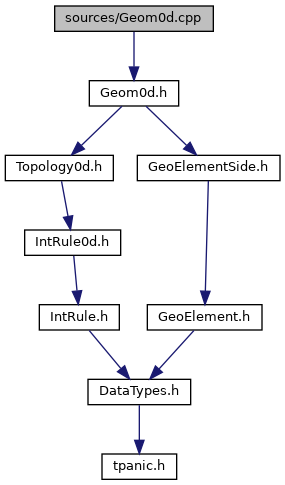 sources/Geom0d.cpp
Geom0d.h
Topology0d.h
GeoElementSide.h
IntRule0d.h
IntRule.h
GeoElement.h
DataTypes.h
tpanic.h